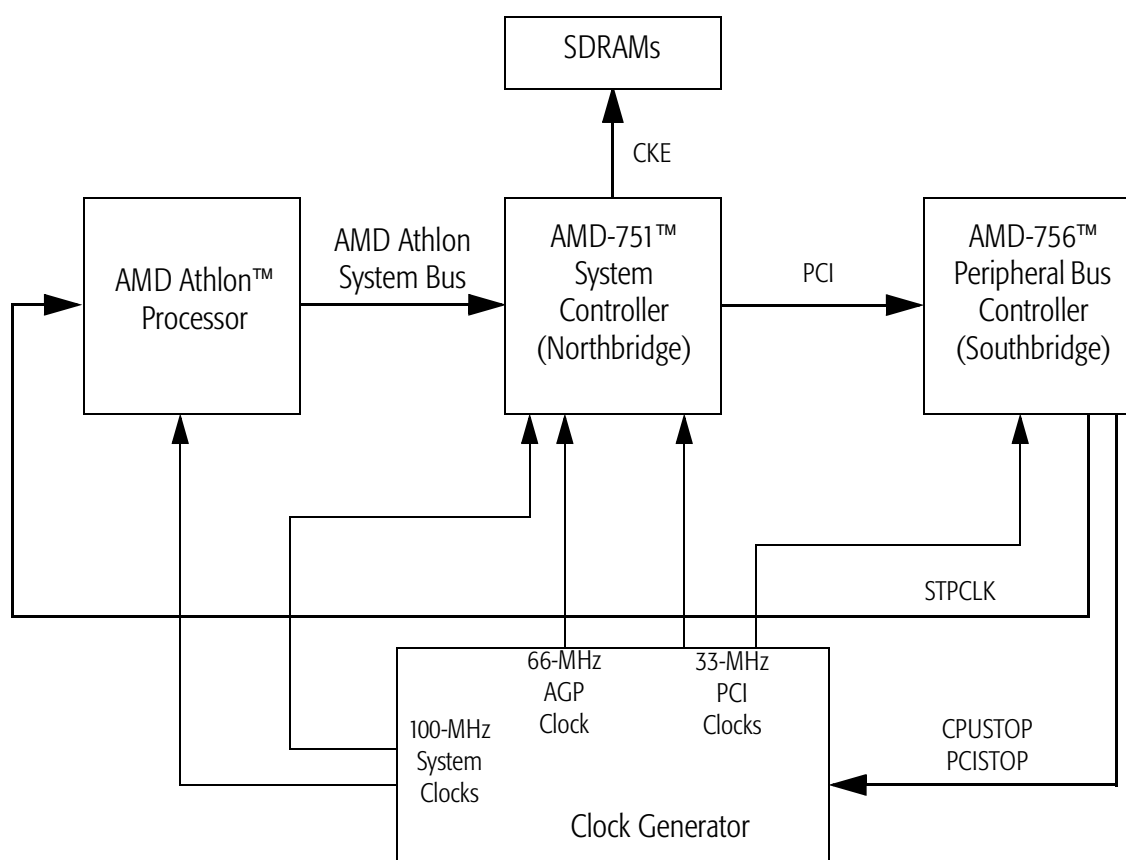 SDRAMs
CKE
AMD Athlon™
Processor
AMD Athlon
System Bus
AMD-751™
System
Controller
(Northbridge)
PCI
AMD-756™
Peripheral Bus
Controller
(Southbridge)
STPCLK
66-MHz
AGP
Clock
33-MHz
PCI
Clocks
100-MHz
System
Clocks
CPUSTOP
PCISTOP
Clock Generator